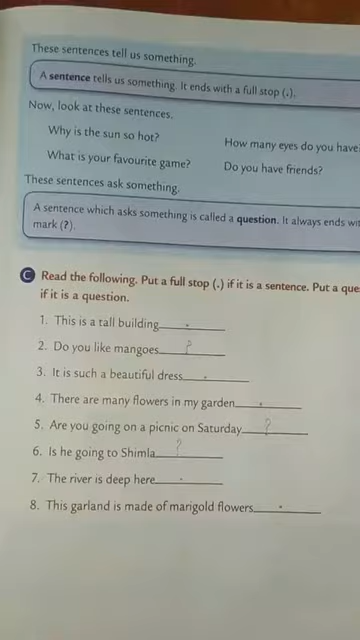 These sentences tell us something.
A sentence tells us something. It ends with a full stop (.).
Now, look at these sentences.
Why is the sun so hot? How many eyes do you have
What is your favourite game? Do you have friends?
These sentences ask something.
A sentence which asks something is called a question. It always ends
mark (?).
C Read the following. Put a full stop (.) if it is a sentence. Put a
if it is a question.
1. This is a tall building .
2. Do you like mangoes ?
3. It is such a beautiful dress .
4. There are many flowers in my garden .
5. Are you going on a picnic on Saturday ?
6. Is he going to Shimla ?
7. The river is deep here .
8. This garland is made of marigold flowers .